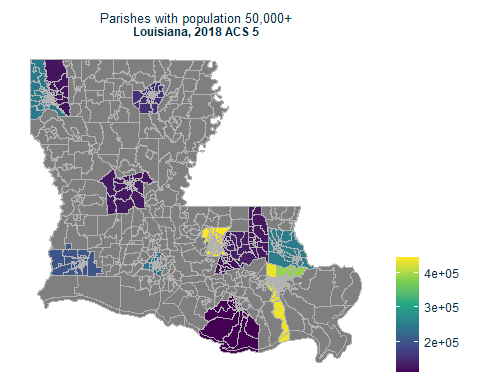 Parishes with population 50,000+
Louisiana, 2018 ACS 5
4e+05
3e+05
2e+05